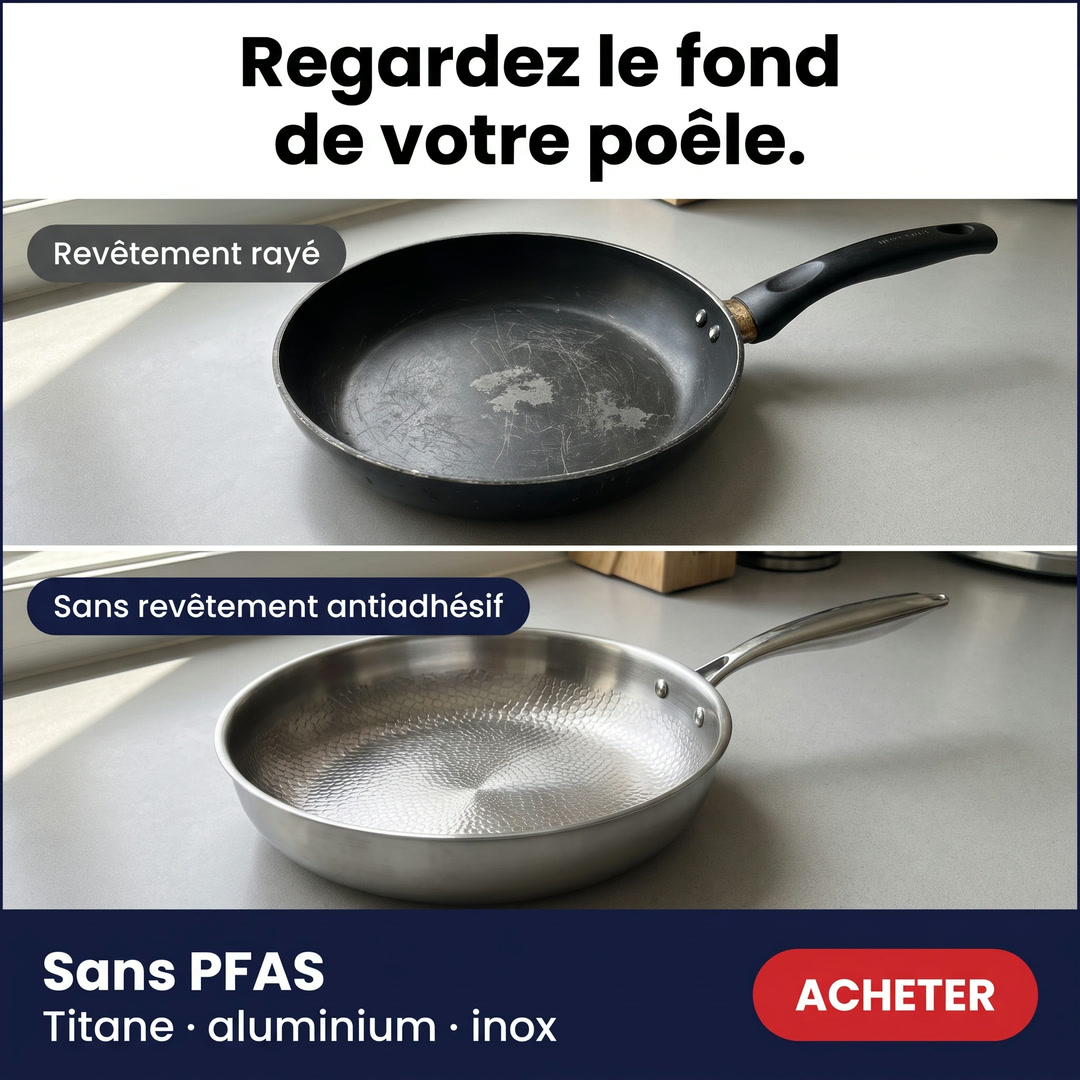 Regardez le fond
de votre poêle.
Revêtement rayé
Sans revêtement antiadhésif
Sans PFAS
Titane · aluminium · inox
ACHETER